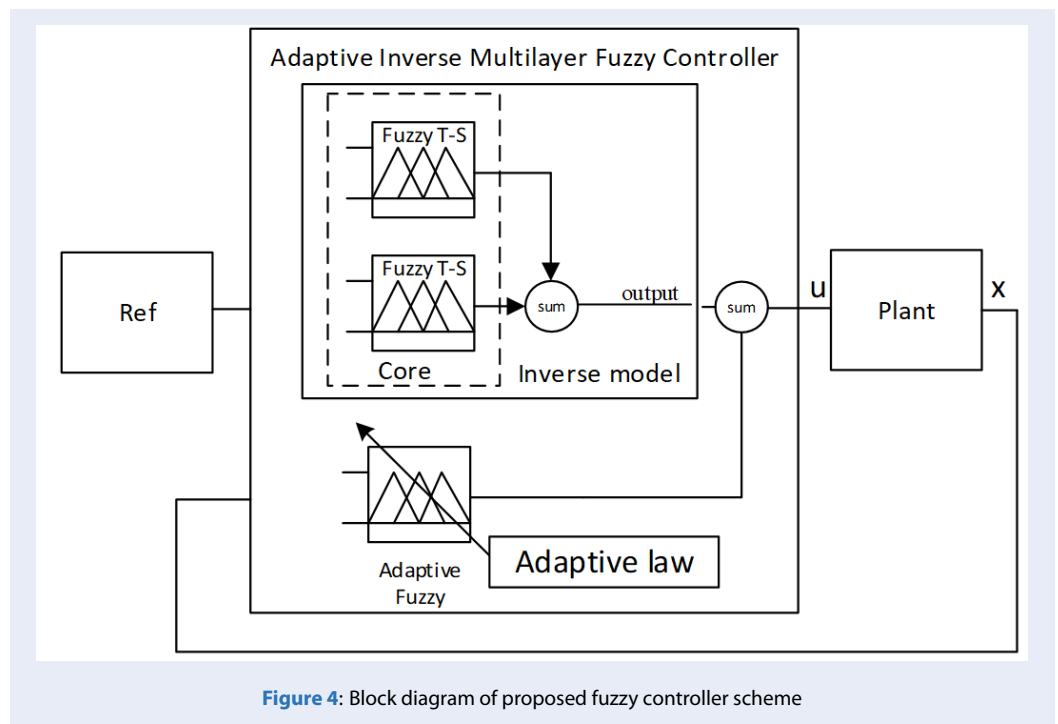 Adaptive Inverse Multilayer Fuzzy Controller
Fuzzy T-S
Fuzzy T-S
Core
sum
output
Inverse model
sum
Ref
u
Plant
x
Adaptive
Fuzzy
Adaptive law
Figure 4: Block diagram of proposed fuzzy controller scheme